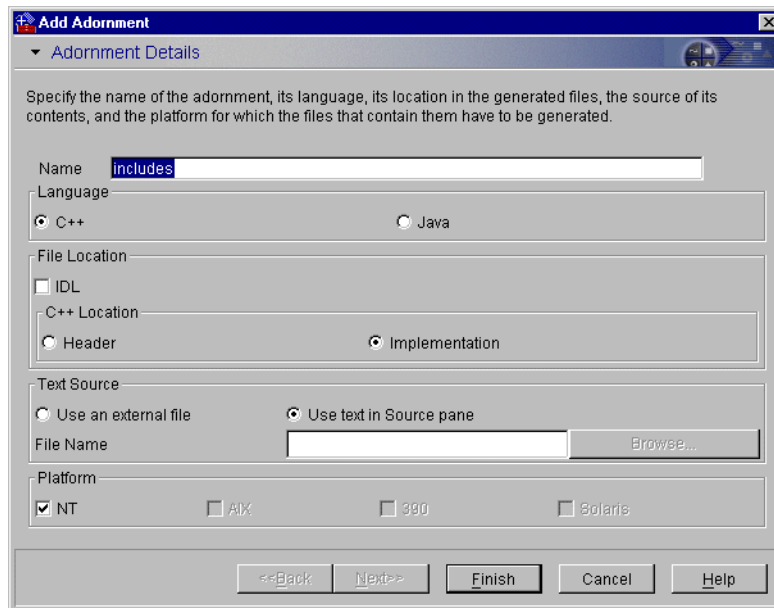 Add Adornment
Adornment Details
Specify the name of the adornment, its language, its location in the generated files, the source of its
contents, and the platform for which the files that contain them have to be generated.
Name includes
Language
C++ Java
File Location
IDL
C++ Location
Header Implementation
Text Source
Use an external file Use text in Source pane
File Name Browse...
Platform
NT AIX 390 Solaris
<<Back Next>> Finish Cancel Help